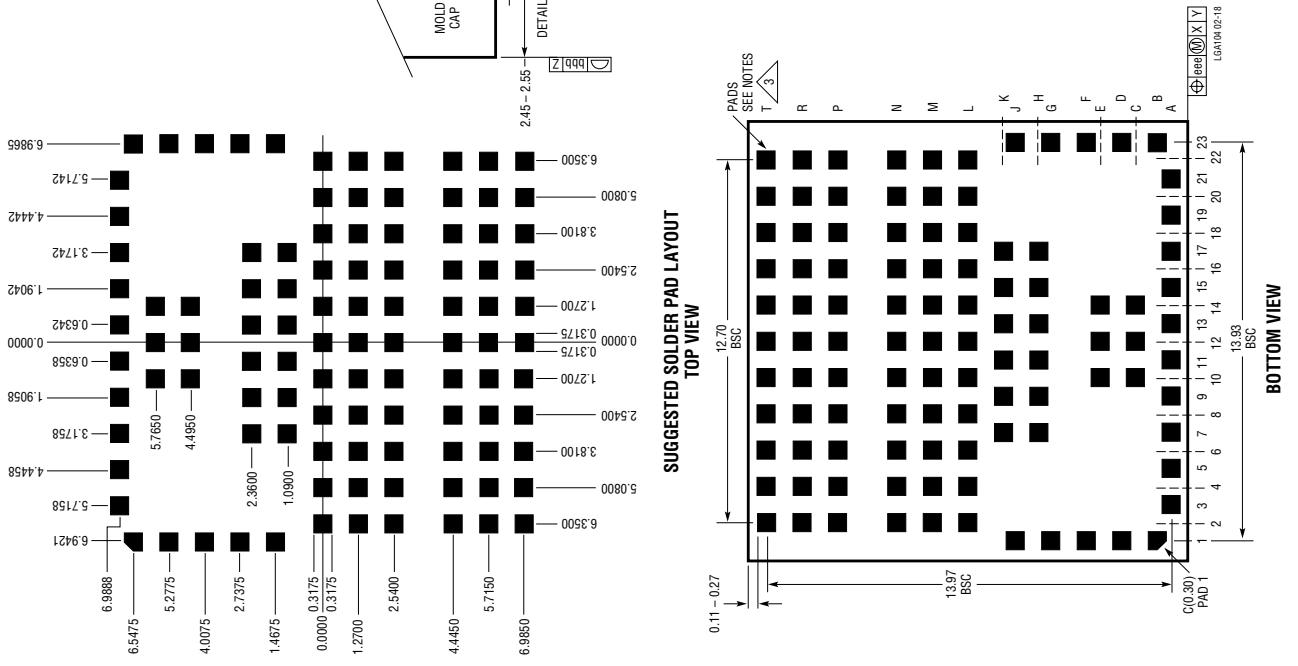 MOLD
CAP
DETAIL
2.45 – 2.55
bbb Z
6.9865
5.7142
4.4442
3.1742
1.9042
0.6342
0.0000
0.6358
1.9058
3.1758
4.4458
5.7158
6.9421
5.7650
4.4950
2.3600
1.0900
6.3500
5.0800
3.8100
2.5400
1.2700
0.3175
0.0000
0.3175
1.2700
2.5400
3.8100
5.0800
6.3500
6.9888
6.5475
5.2775
4.0075
2.7375
1.4675
0.3175
0.0000
0.3175
1.2700
2.5400
4.4450
5.7150
6.9850
SUGGESTED SOLDER PAD LAYOUT
TOP VIEW
PADS
SEE NOTES
3
T
R
P
N
M
L
K
J
H
G
F
E
D
C
B
A
eee M X Y
LGA104 02-18
12.70
BSC
23
22
21
20
19
18
17
16
15
14
13
12
11
10
9
8
7
6
5
4
3
2
1
13.93
BSC
0.11 – 0.27
13.97
BSC
C(0.30)
PAD 1
BOTTOM VIEW